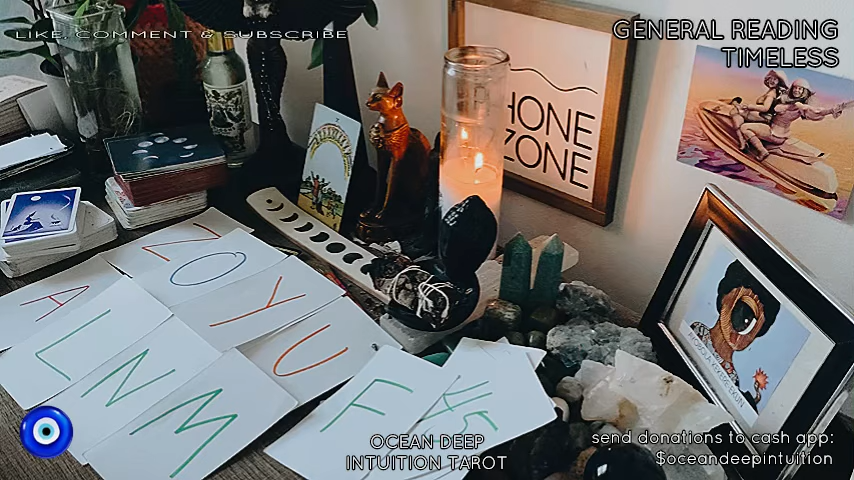 LIKE, COMMENT & SUBSCRIBE
GENERAL READING
TIMELESS
HONE
ZONE
Z
O
Y
U
A
L
N
M
F
45
OCEAN DEEP
INTUITION TAROT
send donations to cash app:
$oceandeepintuition